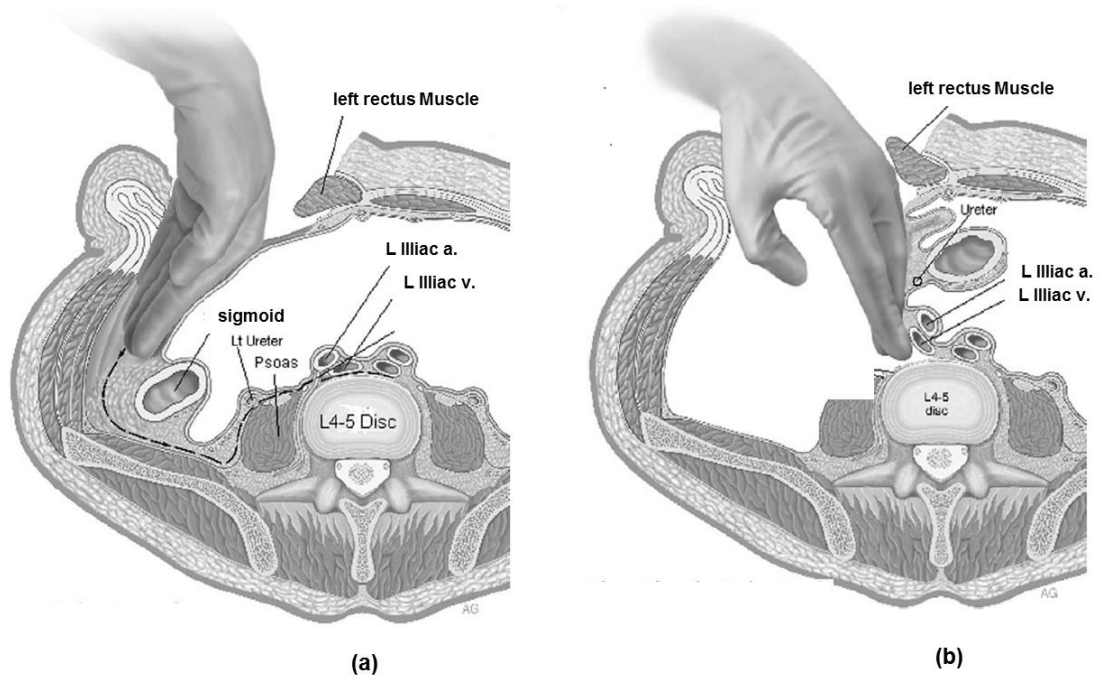 left rectus Muscle
L Illiac a.
L Illiac v.
sigmoid
Lt Ureter
Psoas
L4-5 Disc
AG
(a)
left rectus Muscle
Ureter
L Illiac a.
L Illiac v.
L4-5
disc
AG
(b)